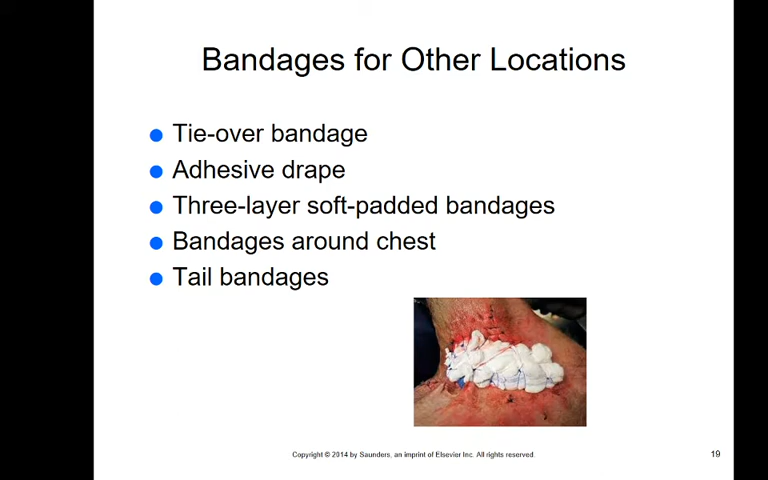 Bandages for Other Locations
Tie-over bandage
Adhesive drape
Three-layer soft-padded bandages
Bandages around chest
Tail bandages
Copyright © 2014 by Saunders, an imprint of Elsevier Inc. All rights reserved
19